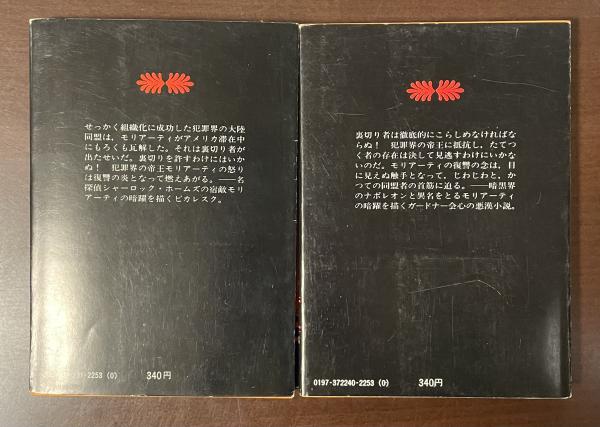 せっかく組織化に成功した犯罪界の大陸
同盟は、モリアーティがアメリカ滞在中
にもろくも瓦解した。それは裏切り者が
出たせいだ。裏切りを許すわけにはいか
ぬ! 犯罪界の帝王モリアーティの怒り
は復讐の炎となって燃えあがる。——名
探偵シャーロック・ホームズの宿敵モリ
アーティの暗躍を描くピカレスク。
2253 (0)
340円
裏切り者は徹底的にこらしめなければな
らぬ! 犯罪界の帝王に抵抗し、たてつ
く者の存在は決して見逃すわけにいかな
いのだ。モリアーティの復讐の念は、目
に見えぬ触手となって、じわじわと、か
つての同盟者の首筋に迫る。——暗黒界
のナポレオンと異名をとるモリアーティ
の暗躍を描くガードナー会心の悪漢小説。
0197-372240-2253 (0)
340円